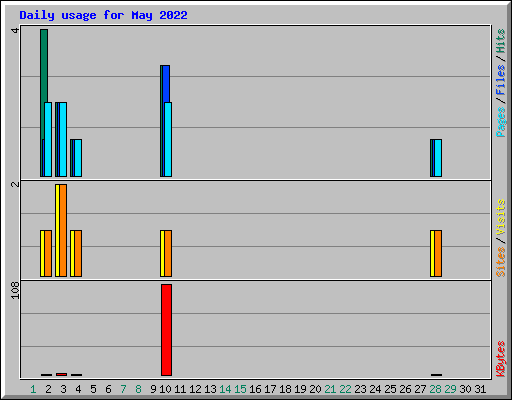 Daily usage for May 2022
4
Pages / Files / Hits
2
Sites / Visits
108
KBytes
1 2 3 4 5 6 7 8 9 10 11 12 13 14 15 16 17 18 19 20 21 22 23 24 25 26 27 28 29 30 31